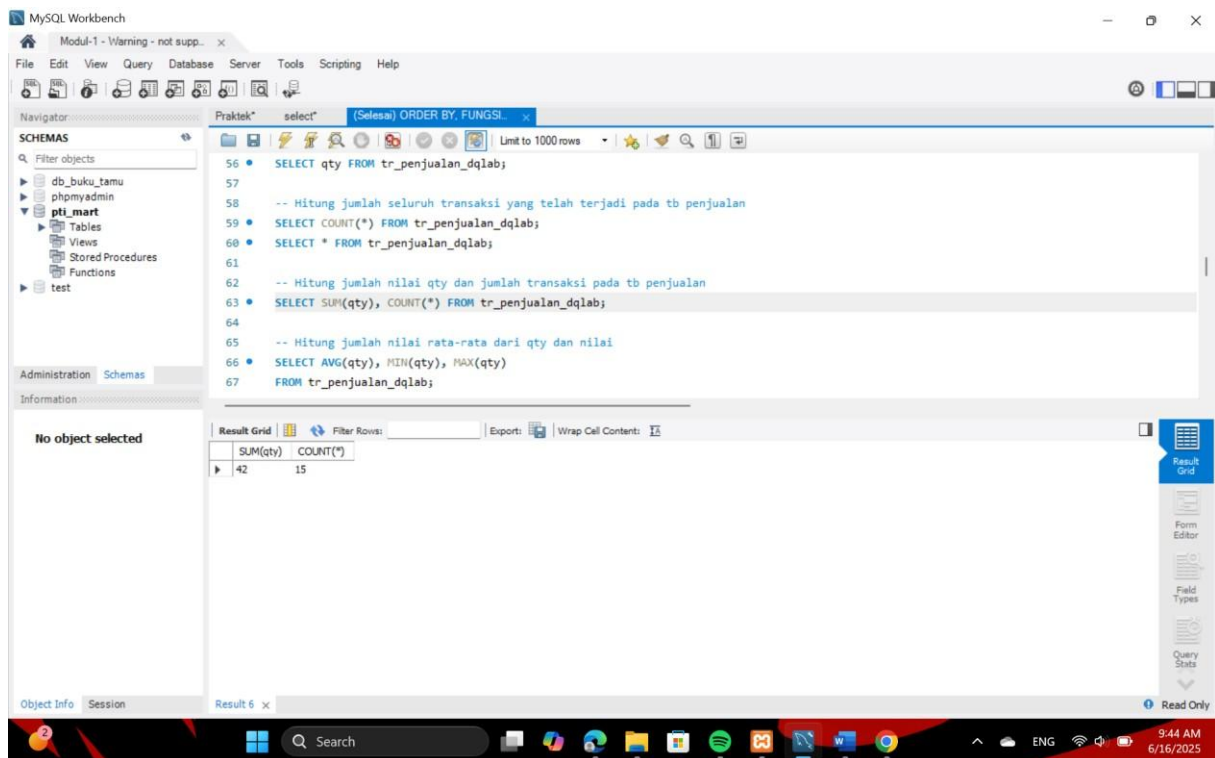 MySQL Workbench
Modul-1 - Warning - not supp..
File Edit View Query Database Server Tools Scripting Help
Navigator
Praktek* select* (Selesai) ORDER BY, FUNGSI...
SCHEMAS
Limit to 1000 rows
Filter objects
db_buku_tamu
phpmyadmin
pti_mart
Tables
Views
Stored Procedures
Functions
test
56 SELECT qty FROM tr_penjualan_dqlab;
57
58 -- Hitung jumlah seluruh transaksi yang telah terjadi pada tb penjualan
59 SELECT COUNT(*) FROM tr_penjualan_dqlab;
60 SELECT * FROM tr_penjualan_dqlab;
61
62 -- Hitung jumlah nilai qty dan jumlah transaksi pada tb penjualan
63 SELECT SUM(qty), COUNT(*) FROM tr_penjualan_dqlab;
64
65 -- Hitung jumlah nilai rata-rata dari qty dan nilai
66 SELECT AVG(qty), MIN(qty), MAX(qty)
67 FROM tr_penjualan_dqlab;
Administration Schemas
Information
No object selected
Result Grid Filter Rows: Export: Wrap Cell Content:
SUM(qty) COUNT(*)
42 15
Result Grid
Form Editor
Field Types
Query Stats
Object Info Session
Result 6
Read Only
2
Search
ENG
9:44 AM
6/16/2025